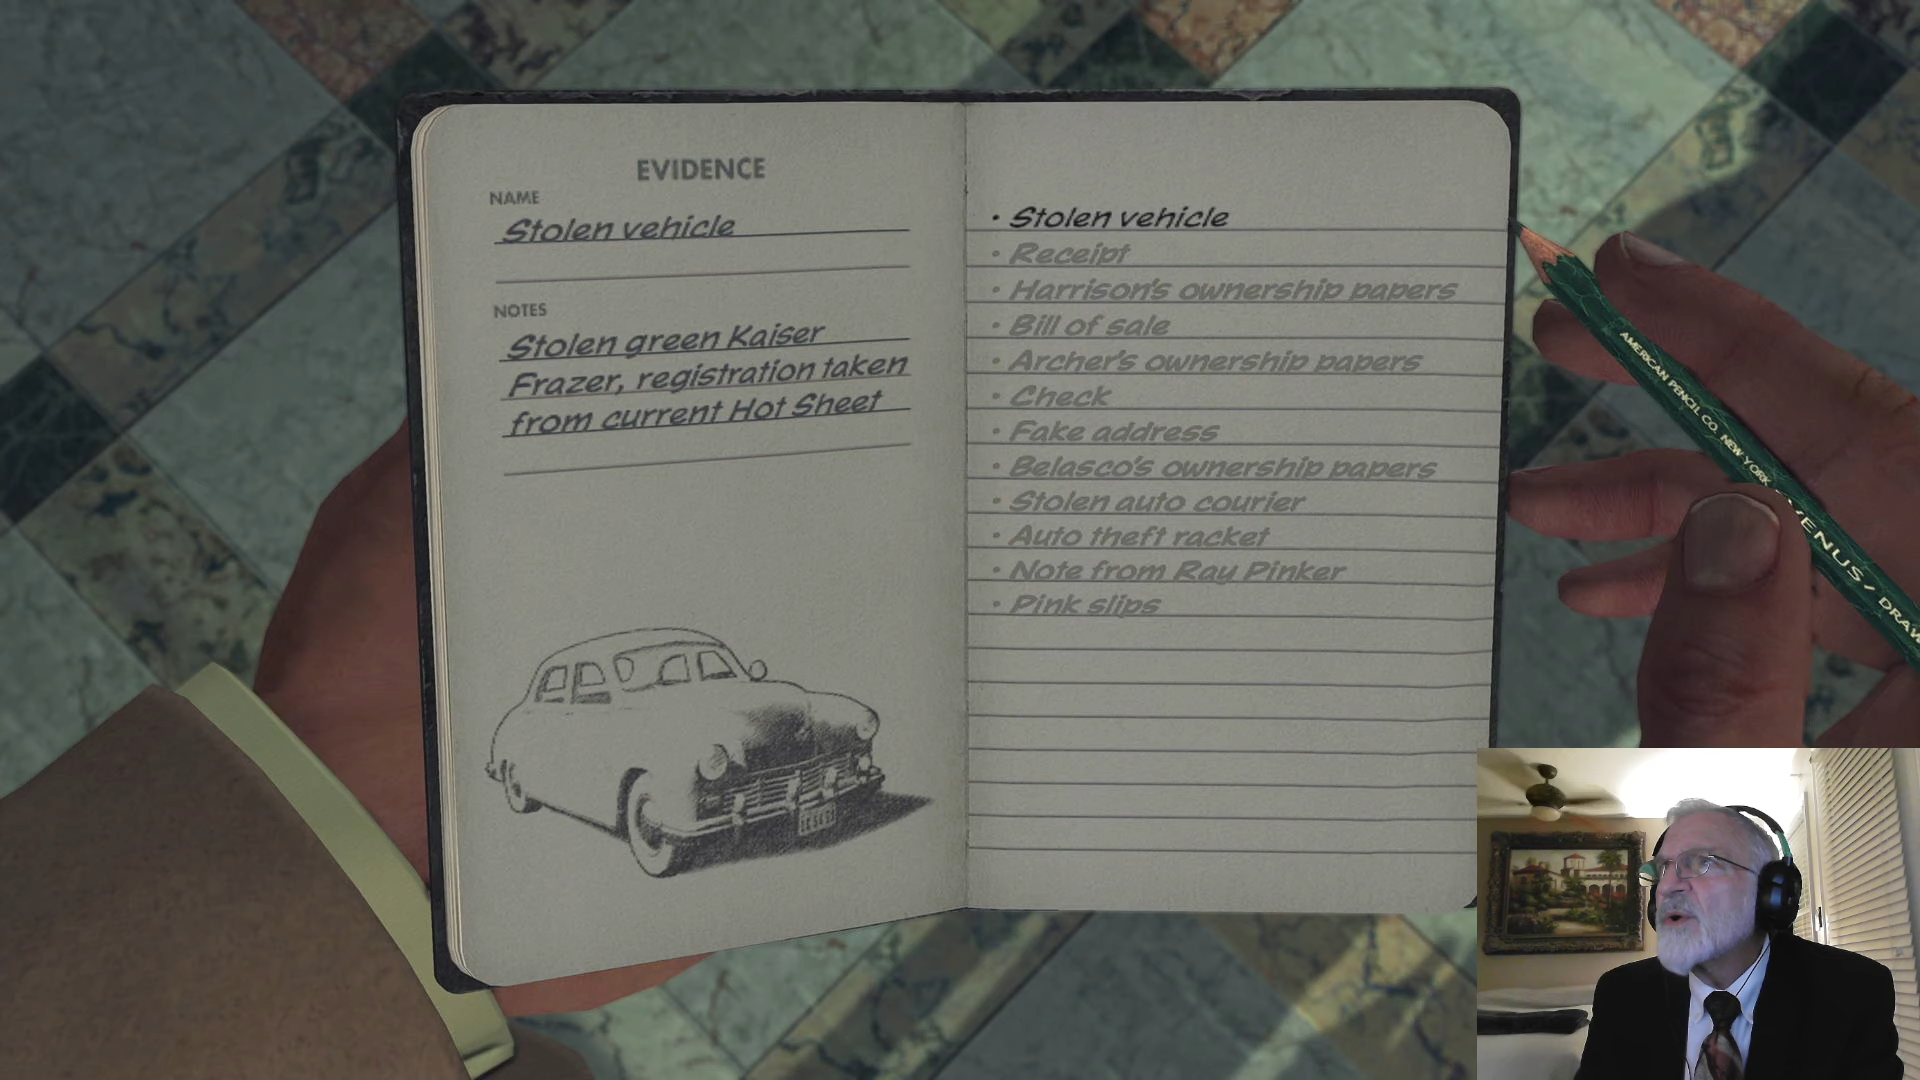 EVIDENCE
NAME
Stolen vehicle
NOTES
Stolen green Kaiser
Frazer, registration taken
from current Hot Sheet
• Stolen vehicle
• Receipt
• Harrison's ownership papers
• Bill of sale
• Archer's ownership papers
• Check
• Fake address
• Belasco's ownership papers
• Stolen auto courier
• Auto theft racket
• Note from Ray Pinker
• Pink slips
AMERICAN PENCIL CO. NEW YORK
VENUS